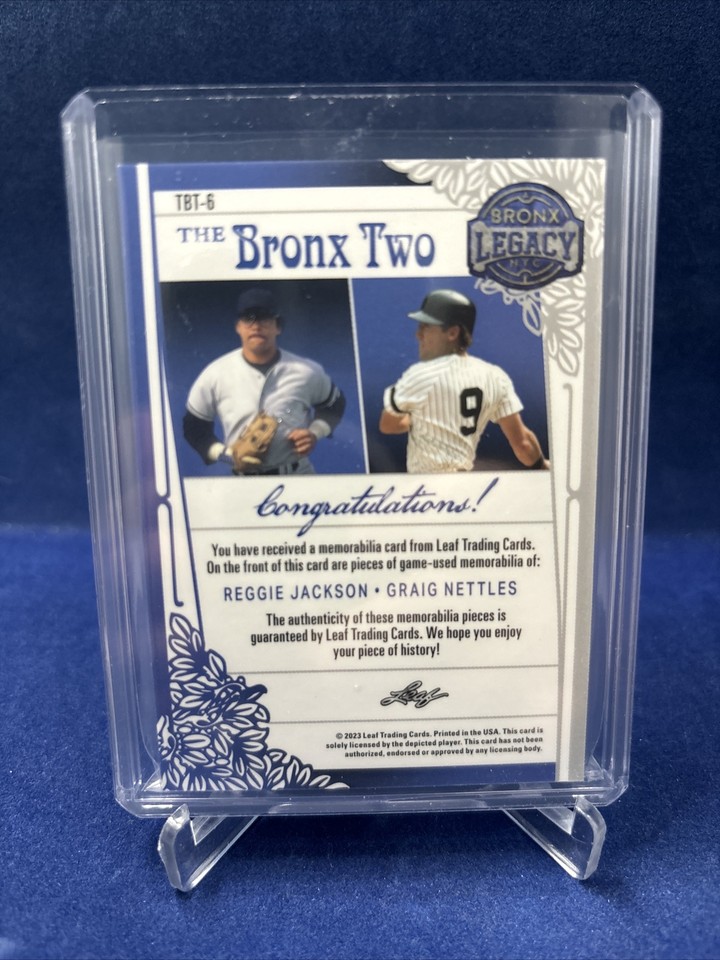 TBT-6
THE Bronx Two
BRONX
LEGACY
NYC
9
Congratulations!
You have received a memorabilia card from Leaf Trading Cards.
On the front of this card are pieces of game-used memorabilia of:
REGGIE JACKSON • GRAIG NETTLES
The authenticity of these memorabilia pieces is
guaranteed by Leaf Trading Cards. We hope you enjoy
your piece of history!
Leaf
© 2023 Leaf Trading Cards. Printed in the USA. This card is
solely licensed by the depicted player. This card has not been
authorized, endorsed or approved by any licensing body.